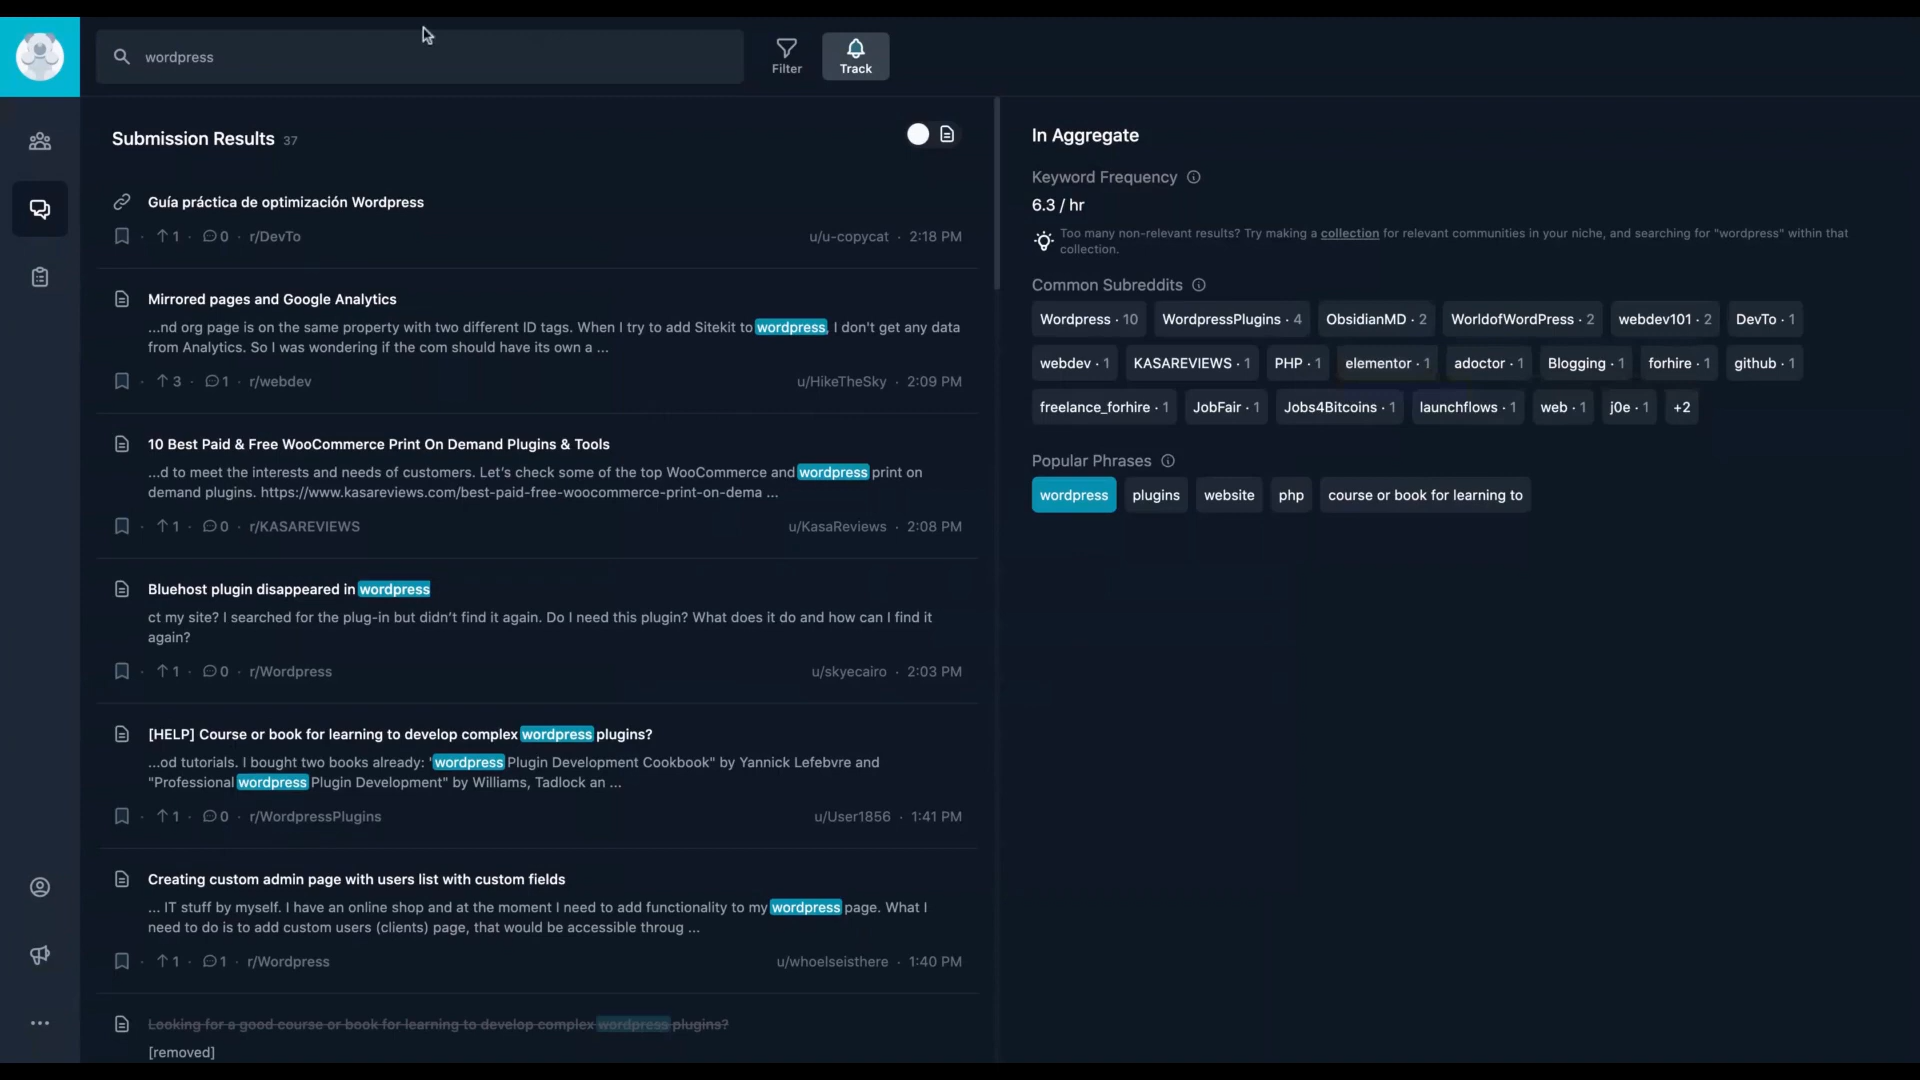 wordpress
Filter
Track
Submission Results 37
Guía práctica de optimización Wordpress
· ↑1 · 0 · r/DevTo
u/u-copycat · 2:18 PM
Mirrored pages and Google Analytics
...nd org page is on the same property with two different ID tags. When I try to add Sitekit to wordpress, I don't get any data
from Analytics. So I was wondering if the com should have its own a ...
· ↑3 · 1 · r/webdev
u/HikeTheSky · 2:09 PM
10 Best Paid & Free WooCommerce Print On Demand Plugins & Tools
...d to meet the interests and needs of customers. Let's check some of the top WooCommerce and wordpress print on
demand plugins. https://www.kasareviews.com/best-paid-free-woocommerce-print-on-dema ...
· ↑1 · 0 · r/KASAREVIEWS
u/KasaReviews · 2:08 PM
Bluehost plugin disappeared in wordpress
ct my site? I searched for the plug-in but didn't find it again. Do I need this plugin? What does it do and how can I find it
again?
· ↑1 · 0 · r/Wordpress
u/skyecairo · 2:03 PM
[HELP] Course or book for learning to develop complex wordpress plugins?
...od tutorials. I bought two books already: "wordpress Plugin Development Cookbook" by Yannick Lefebvre and
"Professional wordpress Plugin Development" by Williams, Tadlock an ...
· ↑1 · 0 · r/WordpressPlugins
u/User1856 · 1:41 PM
Creating custom admin page with users list with custom fields
... IT stuff by myself. I have an online shop and at the moment I need to add functionality to my wordpress page. What I
need to do is to add custom users (clients) page, that would be accessible throug ...
· ↑1 · 1 · r/Wordpress
u/whoelseisthere · 1:40 PM
Looking for a good course or book for learning to develop complex wordpress plugins?
[removed]
In Aggregate
Keyword Frequency
6.3 / hr
Too many non-relevant results? Try making a collection for relevant communities in your niche, and searching for "wordpress" within that
collection.
Common Subreddits
Wordpress · 10 WordpressPlugins · 4 ObsidianMD · 2 WorldofWordPress · 2 webdev101 · 2 DevTo · 1
webdev · 1 KASAREVIEWS · 1 PHP · 1 elementor · 1 adoctor · 1 Blogging · 1 forhire · 1 github · 1
freelance_forhire · 1 JobFair · 1 Jobs4Bitcoins · 1 launchflows · 1 web · 1 j0e · 1 +2
Popular Phrases
wordpress plugins website php course or book for learning to